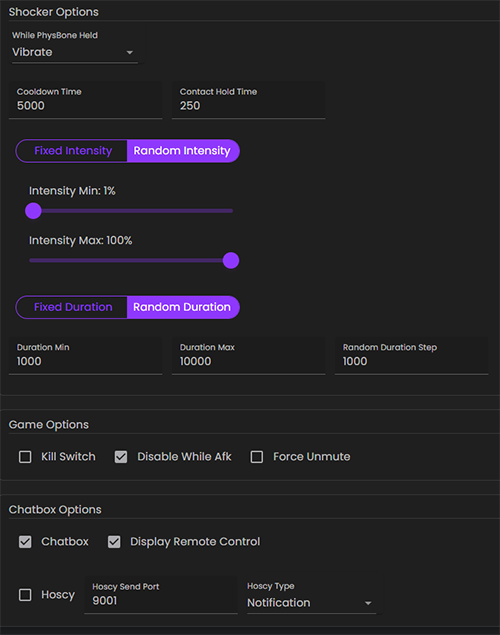 Shocker Options
While PhysBone Held
Vibrate
Cooldown Time
5000
Contact Hold Time
250
Fixed Intensity
Random Intensity
Intensity Min: 1%
Intensity Max: 100%
Fixed Duration
Random Duration
Duration Min
1000
Duration Max
10000
Random Duration Step
1000
Game Options
Kill Switch
Disable While Afk
Force Unmute
Chatbox Options
Chatbox
Display Remote Control
Hoscy
Hoscy Send Port
9001
Hoscy Type
Notification